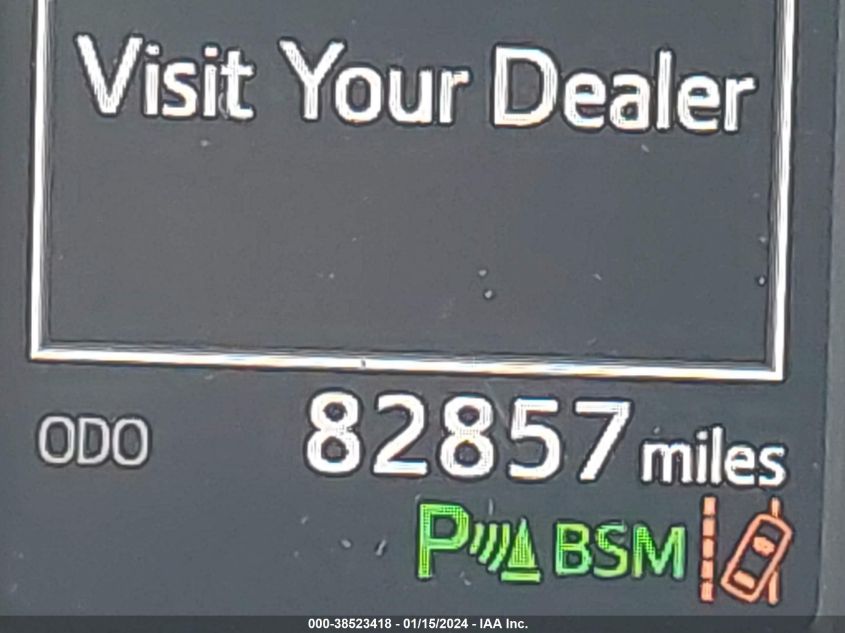 Visit Your Dealer
ODO 82857 miles
P BSM
000-38523418 - 01/15/2024 - IAA Inc.